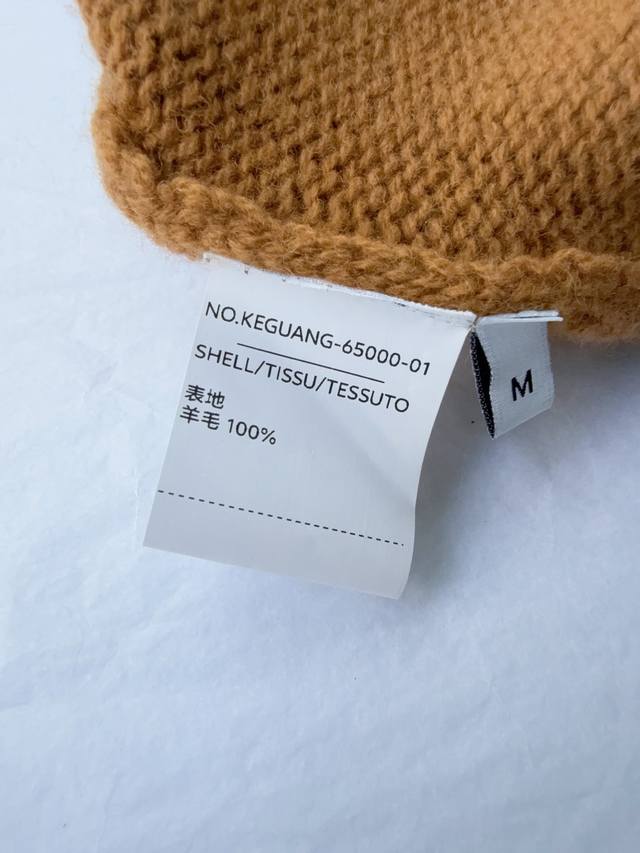 NO.KEGUANG-65000-01
SHELL/TISSU/TESSUTO
表地
羊毛 100%
M